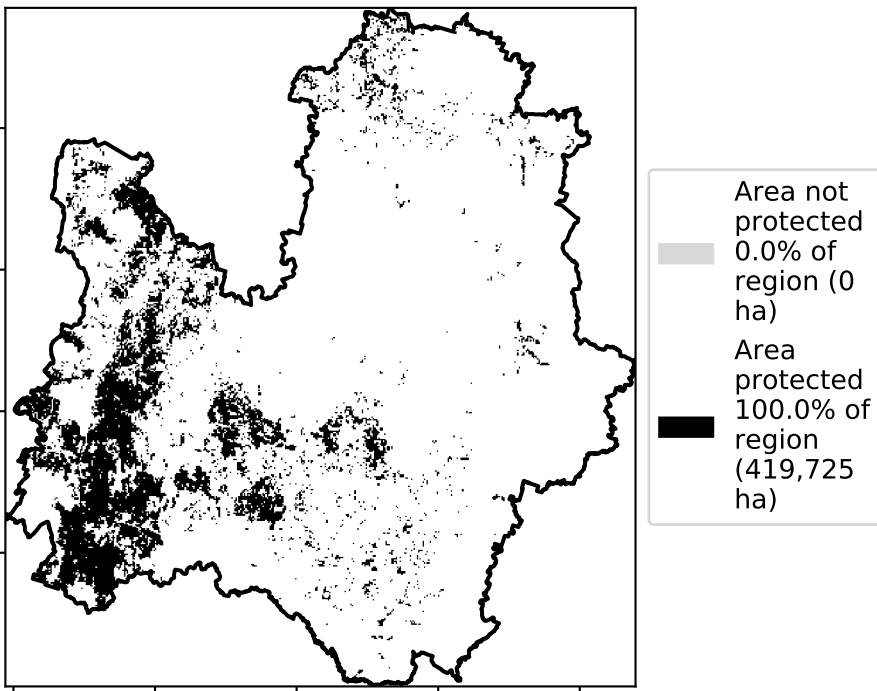 Area not
protected
0.0% of
region (0
ha)
Area
protected
100.0% of
region
(419,725
ha)